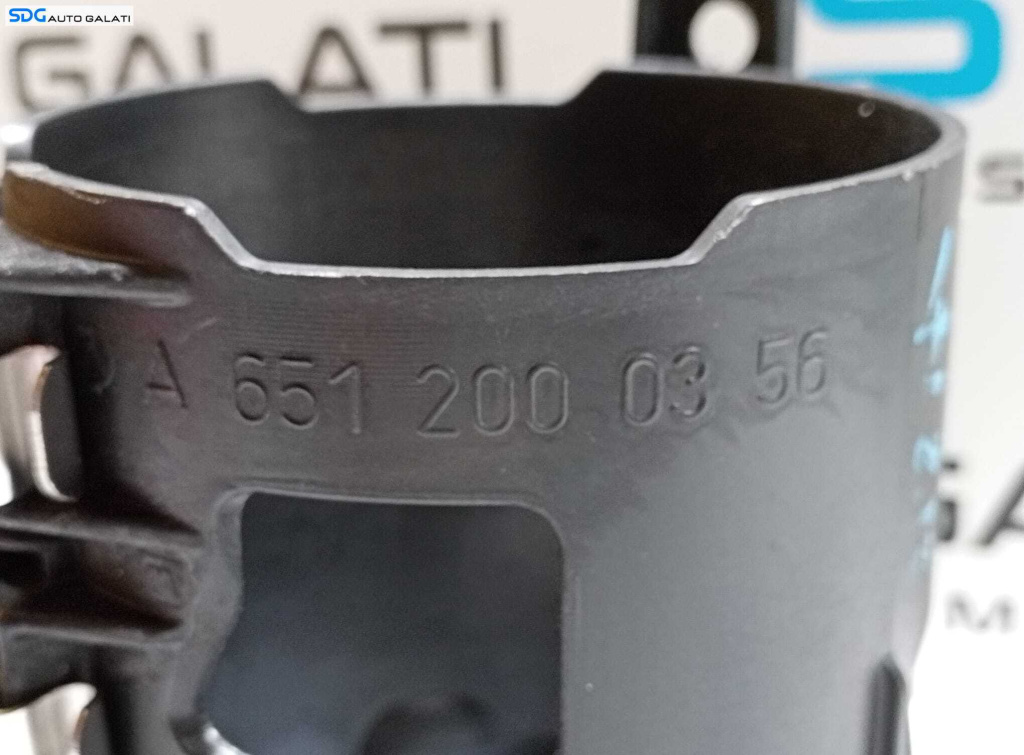 SDG AUTO GALATI
GALATI
A 651 200 03 56